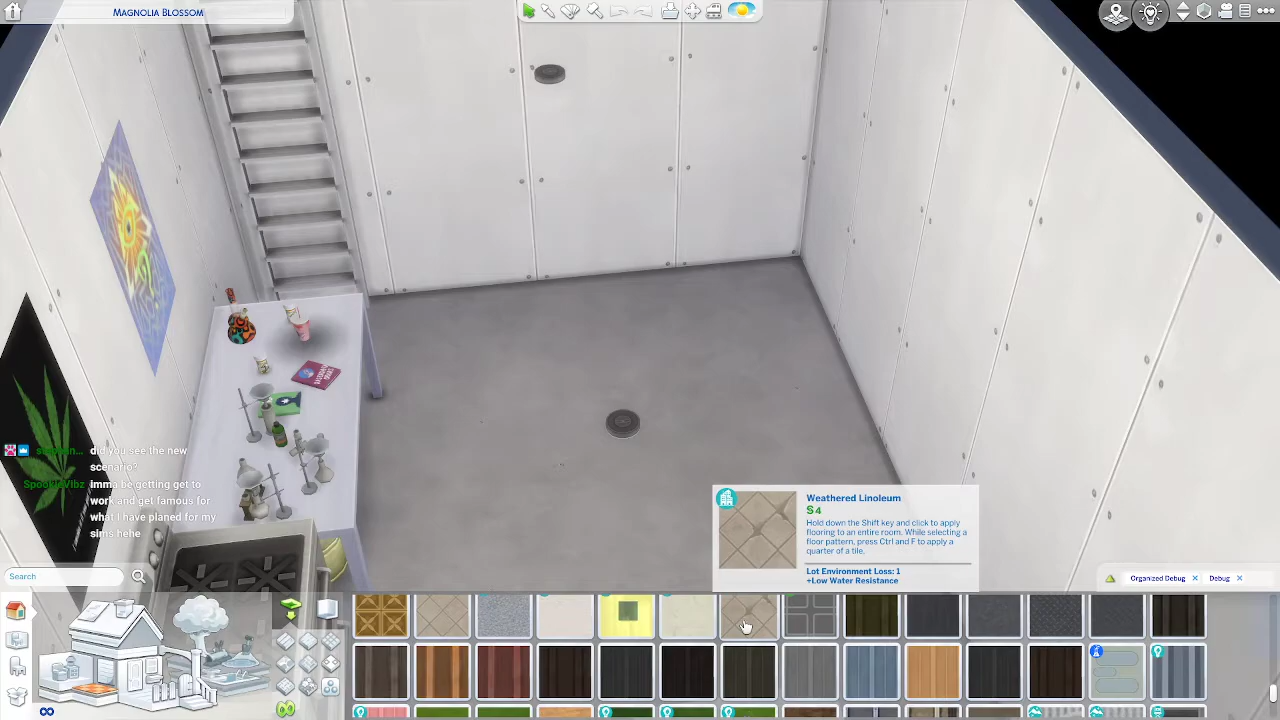 Magnolia Blossom
did you see the new
scenario?
SpookieVibz imma be getting get to
work and get famous for
what I have planed for my
sims hehe
Weathered Linoleum
§4
Hold down the Shift key and click to apply
flooring to an entire room. While selecting a
floor pattern, press Ctrl and F to apply a
quarter of a tile.
Lot Environment Loss: 1
+Low Water Resistance
Search
Organized Debug
Debug